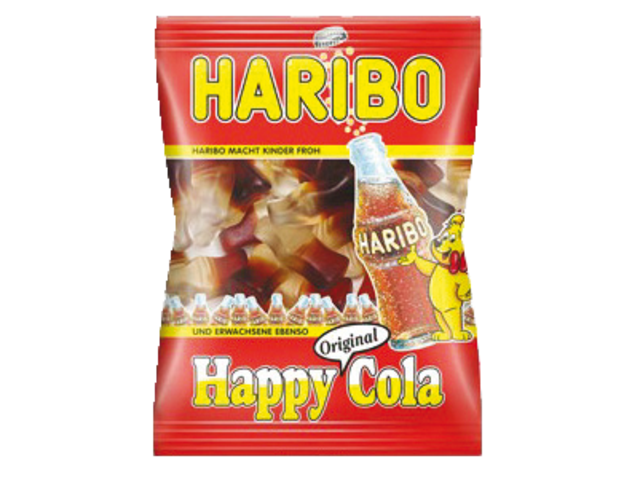 HARIBO
HARIBO MACHT KINDER FROH
HARIBO
UND ERWACHSENE EBENSO
Original
Happy Cola